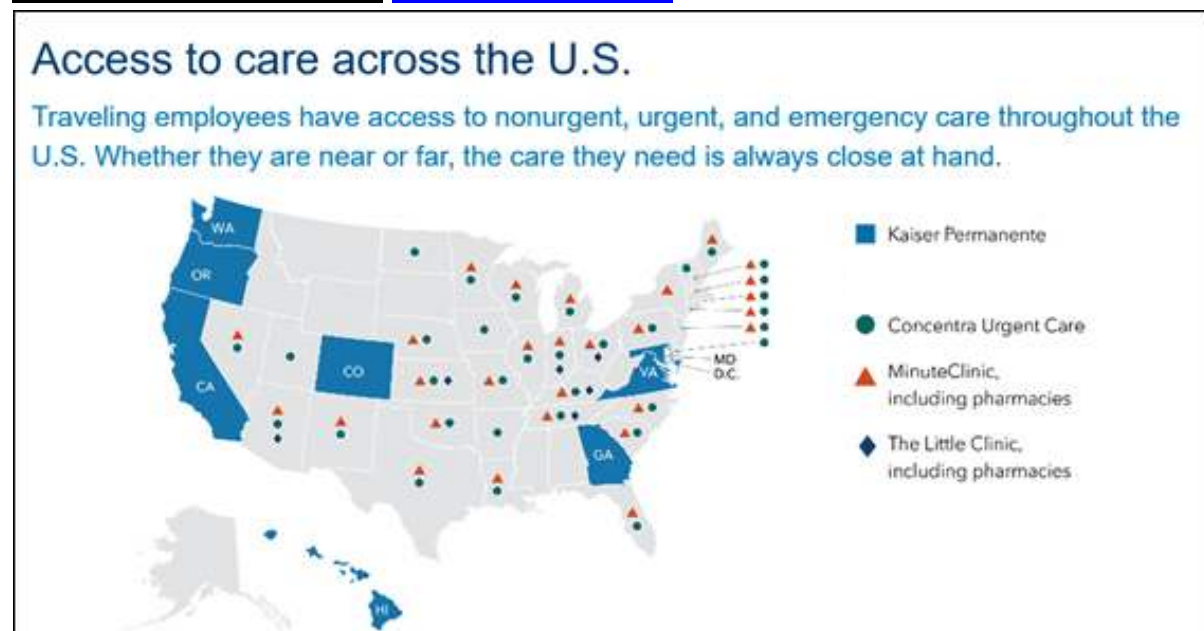 Access to care across the U.S.
Traveling employees have access to nonurgent, urgent, and emergency care throughout the
U.S. Whether they are near or far, the care they need is always close at hand.
WA
OR
CA
CO
VA
MD
D.C.
GA
HI
Kaiser Permanente
Concentra Urgent Care
MinuteClinic,
including pharmacies
The Little Clinic,
including pharmacies